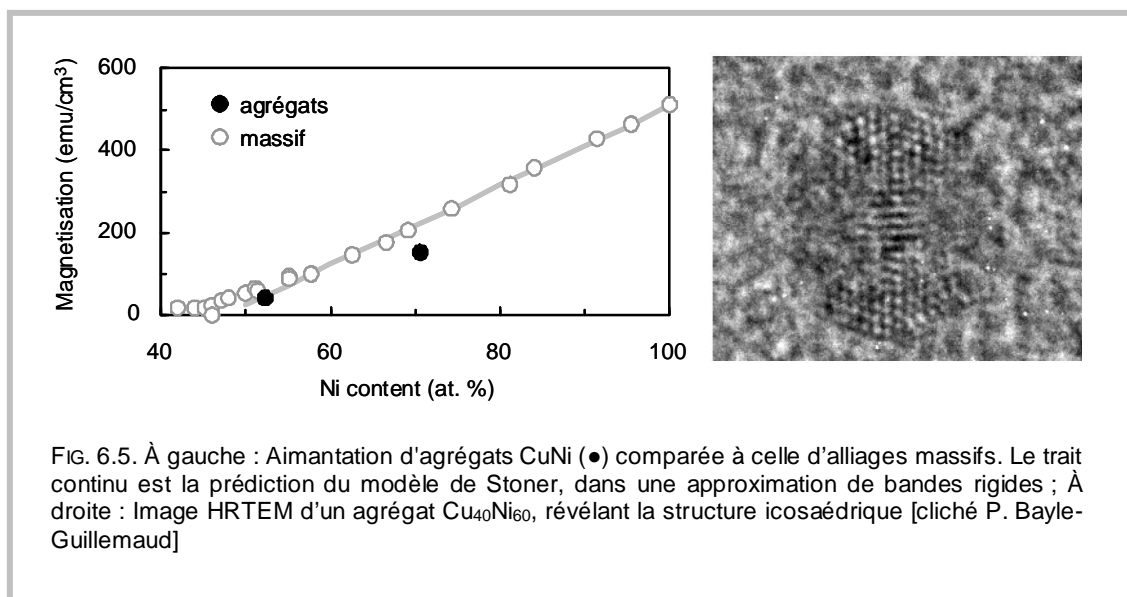 600
400
200
0
Magnetisation (emu/cm³)
● agrégats
○ massif
40 60 80 100
Ni content (at. %)
FIG. 6.5. À gauche : Aimantation d'agrégats CuNi (●) comparée à celle d’alliages massifs. Le trait
continu est la prédiction du modèle de Stoner, dans une approximation de bandes rigides ; À
droite : Image HRTEM d’un agrégat Cu₄₀Ni₆₀, révélant la structure icosaédrique [cliché P. Bayle-
Guillemaud]